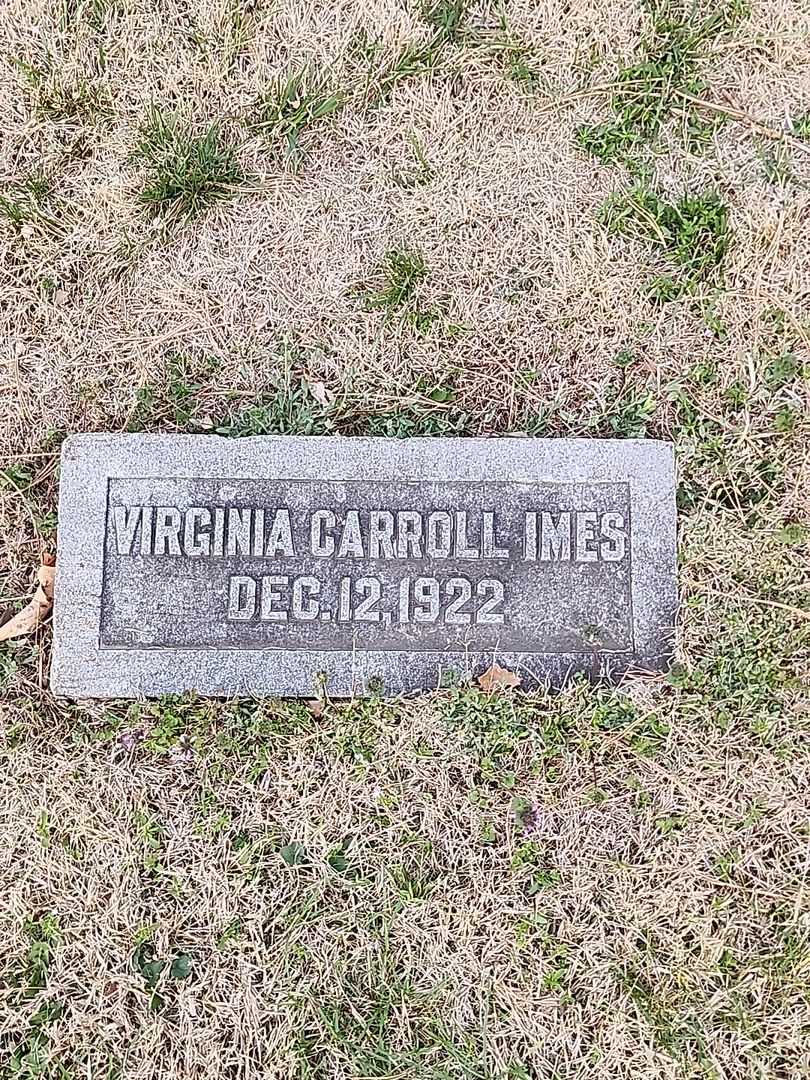 VIRGINIA CARROLL IMES
DEC. 12, 1922